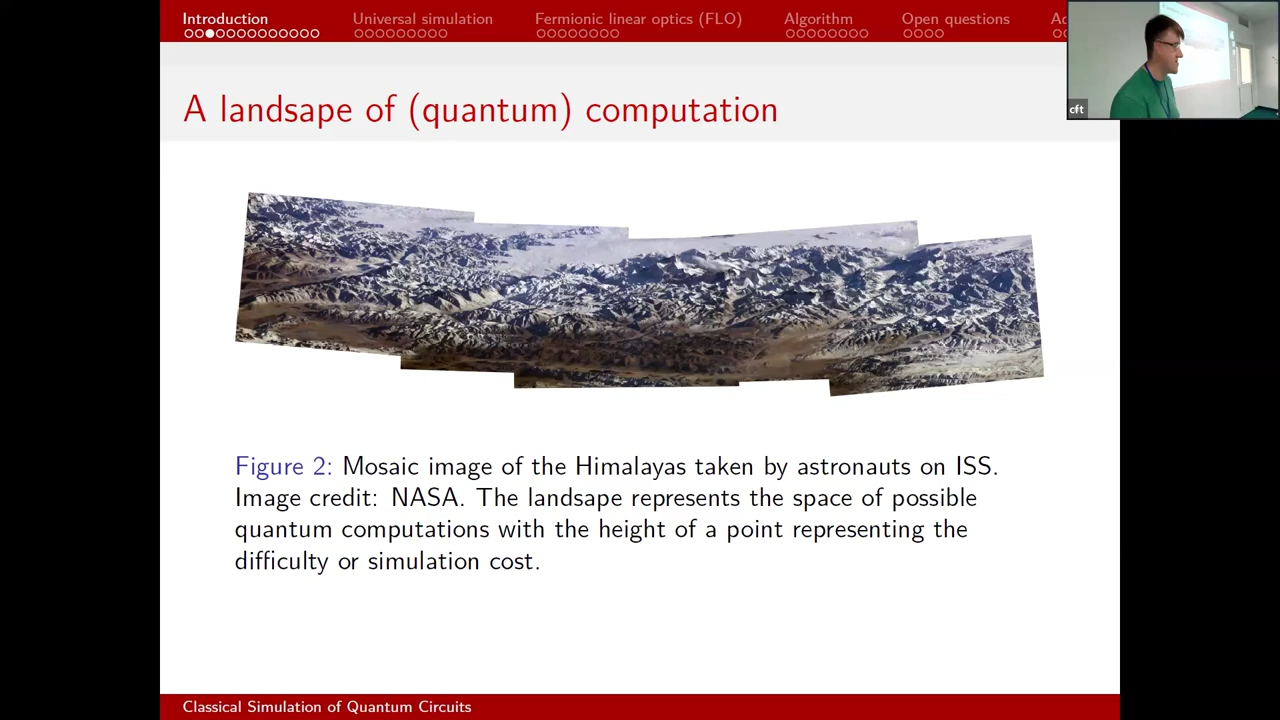 Introduction
Universal simulation
Fermionic linear optics (FLO)
Algorithm
Open questions
A landsape of (quantum) computation
cft
Figure 2: Mosaic image of the Himalayas taken by astronauts on ISS.
Image credit: NASA. The landsape represents the space of possible
quantum computations with the height of a point representing the
difficulty or simulation cost.
Classical Simulation of Quantum Circuits